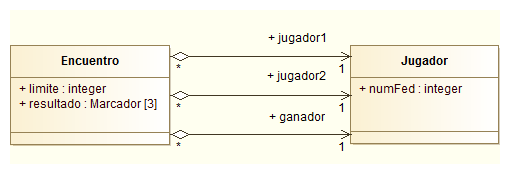 Encuentro
+ limite : integer
+ resultado : Marcador [3]
+ jugador1
* 1
+ jugador2
* 1
+ ganador
* 1
Jugador
+ numFed : integer